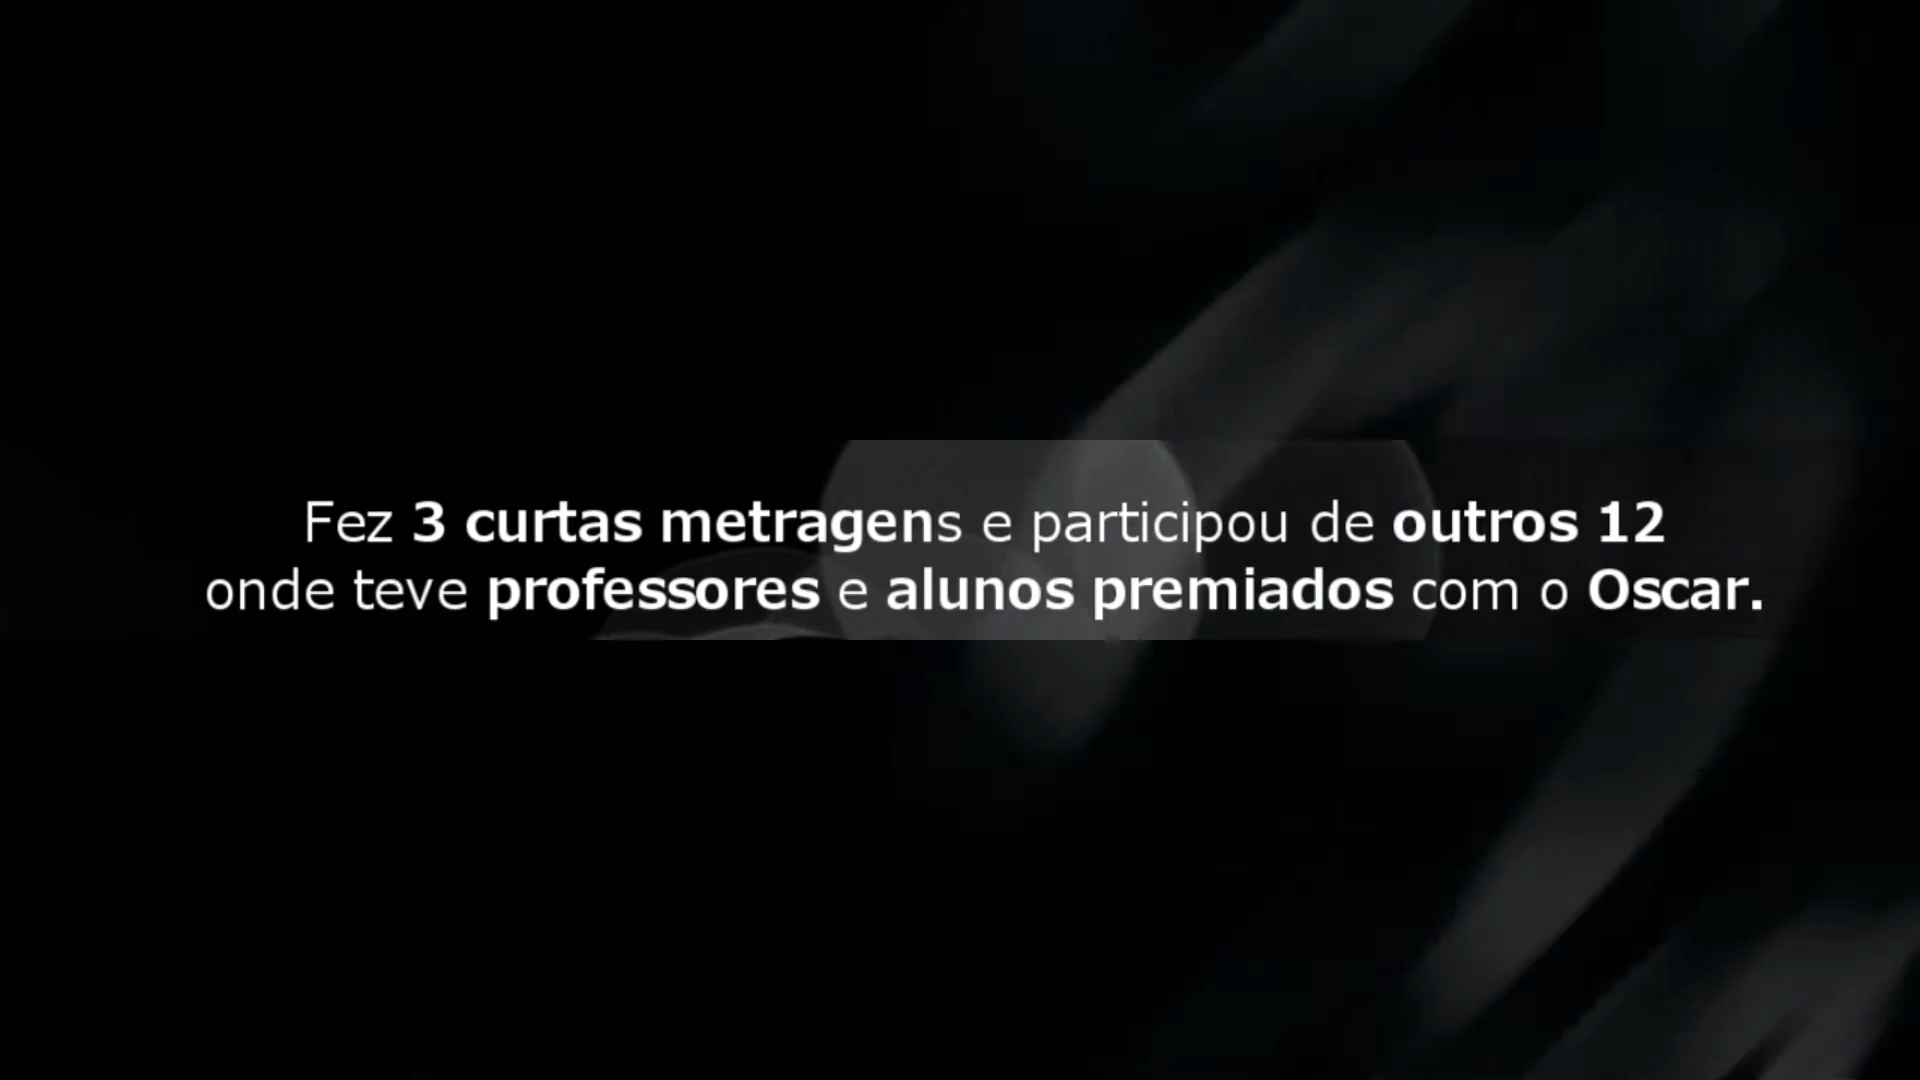 Fez 3 curtas metragens e participou de outros 12
onde teve professores e alunos premiados com o Oscar.